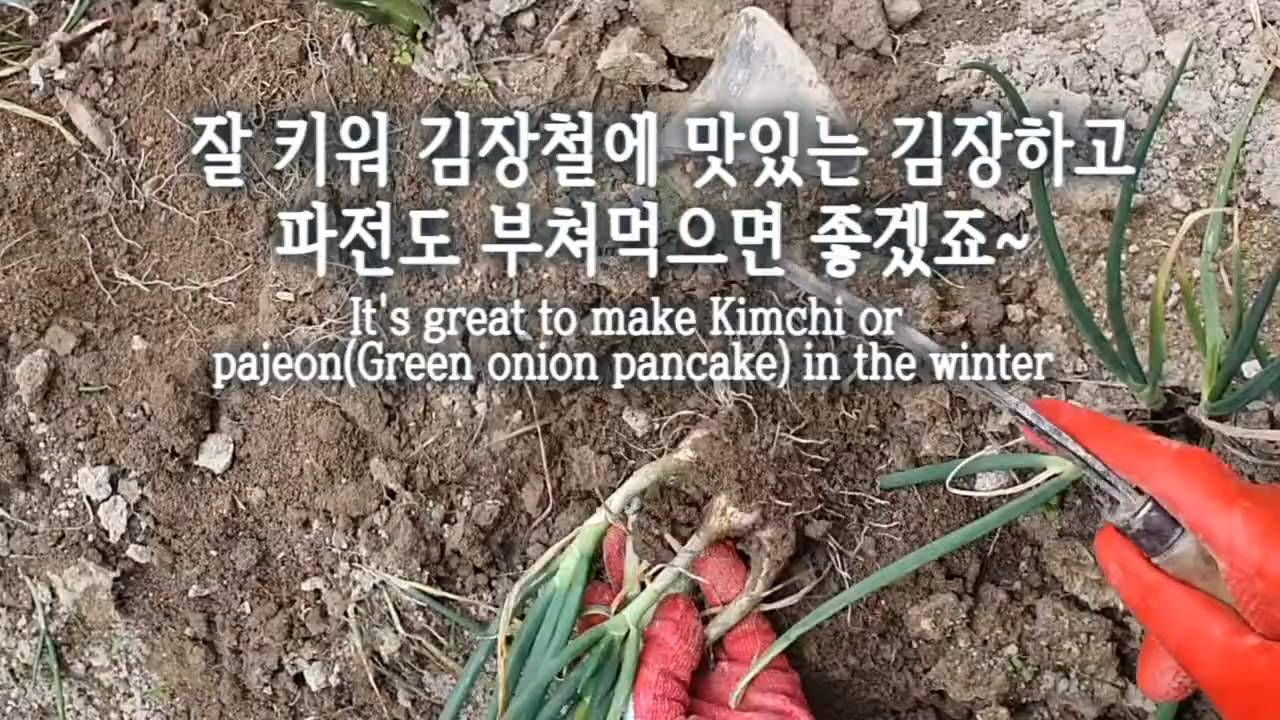 잘 키워 김장철에 맛있는 김장하고
파전도 부쳐먹으면 좋겠죠~
It's great to make Kimchi or
pajeon(Green onion pancake) in the winter